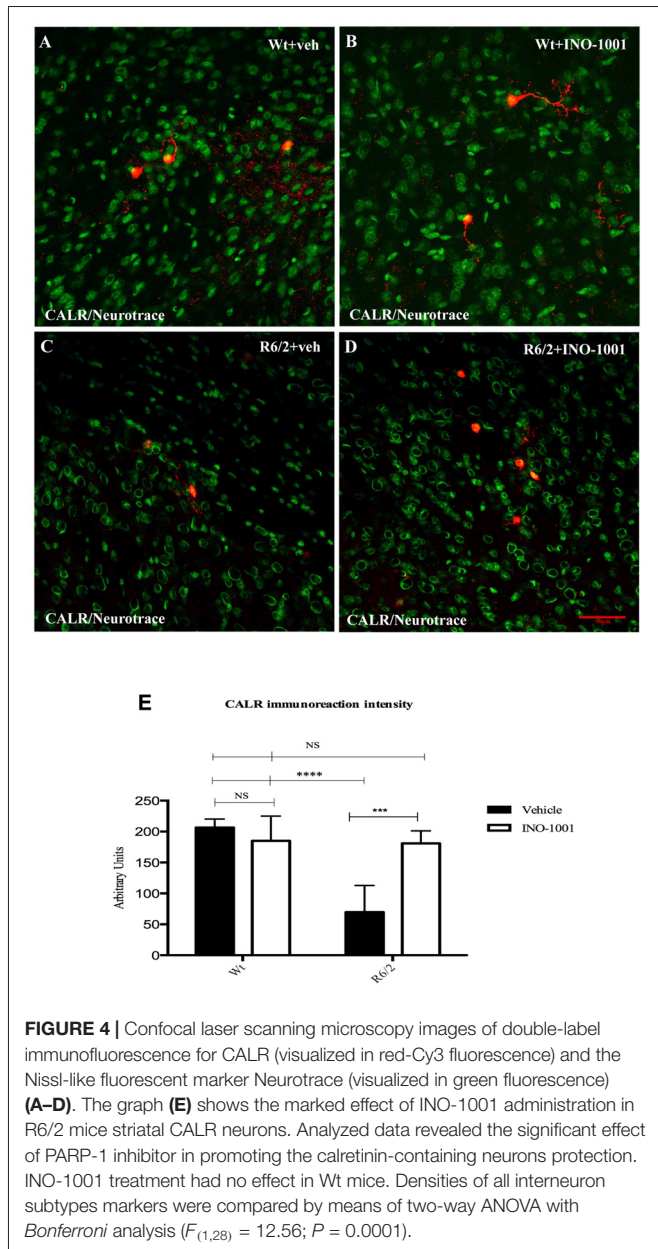 A
Wt+veh
CALR/Neurotrace
B
Wt+INO-1001
CALR/Neurotrace
C
R6/2+veh
CALR/Neurotrace
D
R6/2+INO-1001
CALR/Neurotrace
E
CALR immunoreaction intensity
NS
****
NS
***
Vehicle
INO-1001
Arbitrary Units
250
200
150
100
50
0
Wt
R6/2
FIGURE 4 | Confocal laser scanning microscopy images of double-label
immunofluorescence for CALR (visualized in red-Cy3 fluorescence) and the
Nissl-like fluorescent marker Neurotrace (visualized in green fluorescence)
(A–D). The graph (E) shows the marked effect of INO-1001 administration in
R6/2 mice striatal CALR neurons. Analyzed data revealed the significant effect
of PARP-1 inhibitor in promoting the calretinin-containing neurons protection.
INO-1001 treatment had no effect in Wt mice. Densities of all interneuron
subtypes markers were compared by means of two-way ANOVA with
Bonferroni analysis (F(1,28) = 12.56; P = 0.0001).